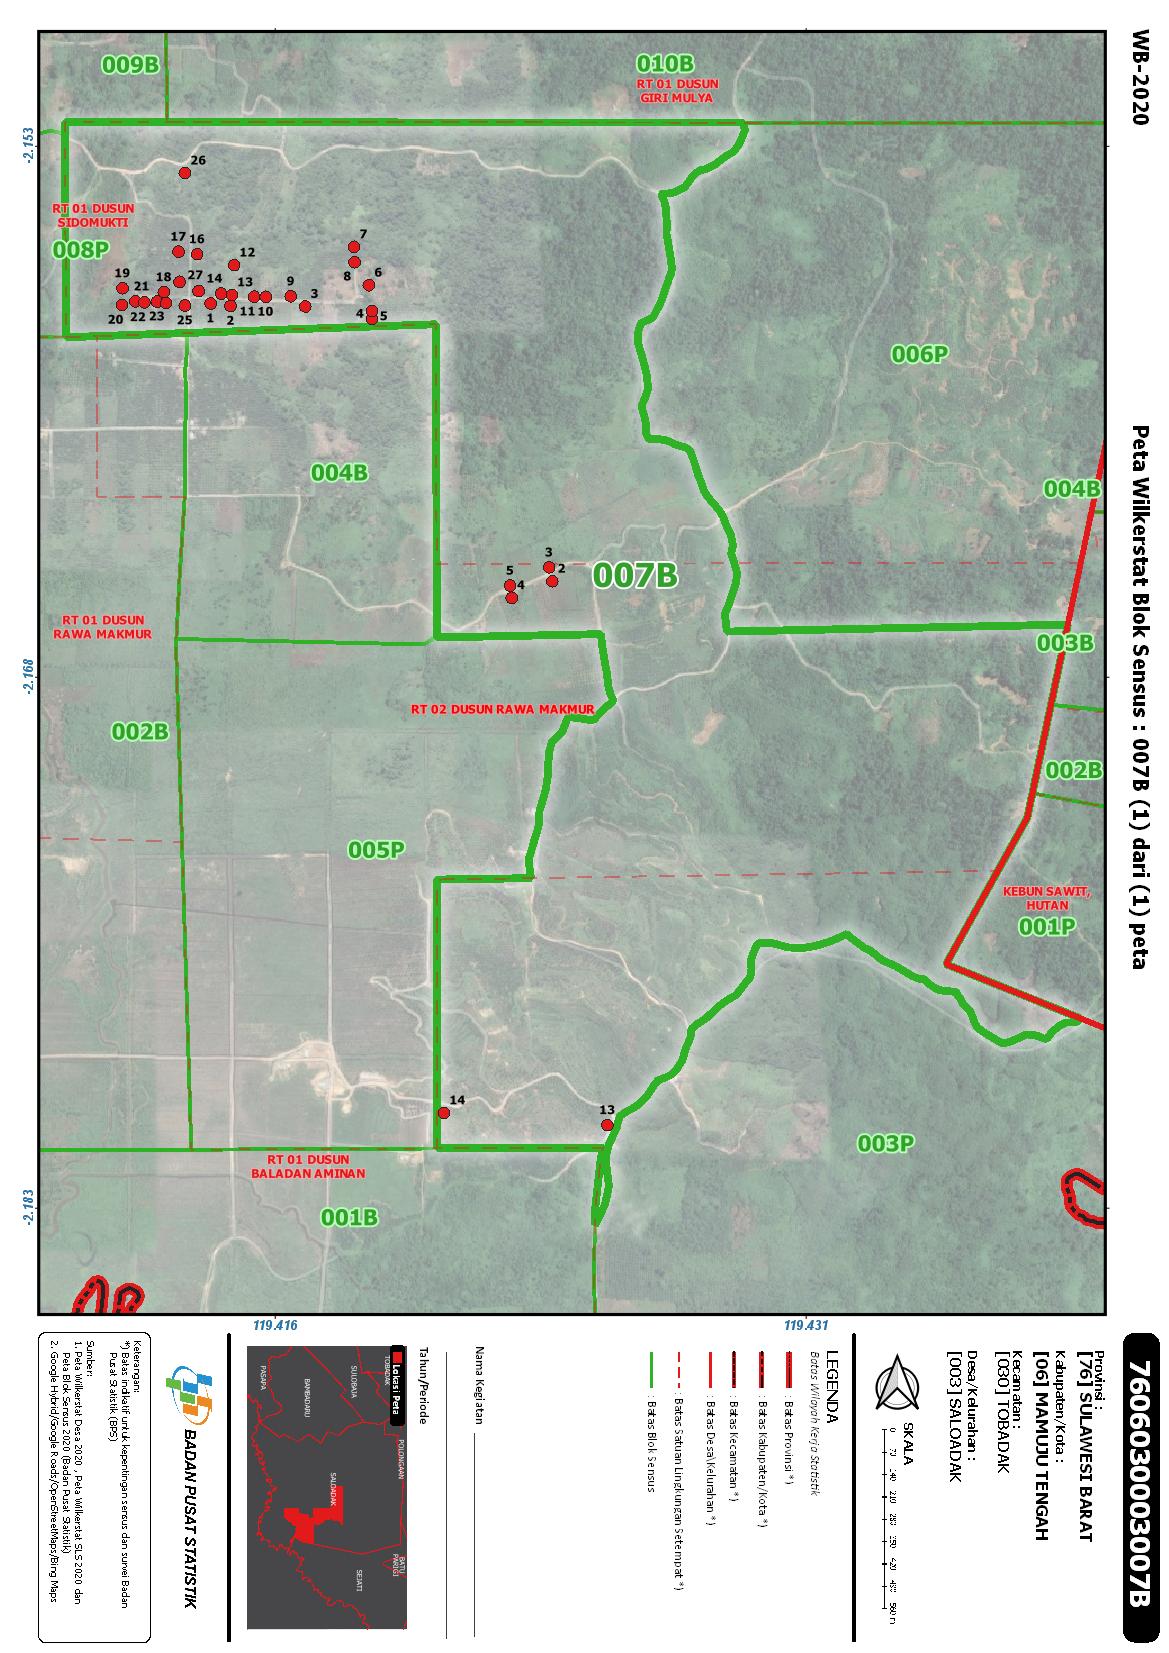 WB-2020
Peta Wilkerstat Blok Sensus : 007B (1) dari (1) peta
009B
010B
RT 01 DUSUN
GIRI MULYA
-2.153
26
RT 01 DUSUN
SIDOMUKTI
008P
17 16
12
7
8
6
19
21
18
27
14
13
9
3
20
22 23
25
1
2
11 10
4
5
006P
004B
004B
3
2
5
4
007B
RT 01 DUSUN
RAWA MAKMUR
003B
-2.168
RT 02 DUSUN RAWA MAKMUR
002B
002B
005P
KEBUN SAWIT,
HUTAN
001P
14
13
003P
RT 01 DUSUN
BALADAN AMINAN
-2.183
001B
119.416
119.431
7606030003007B
Provinsi :
[76] SULAWESI BARAT
Kabupaten/Kota :
[06] MAMUJU TENGAH
Kecamatan :
[030] TOBADAK
Desa/Kelurahan :
[003] SALOADAK
SKALA
0 70 140 210 280 350 420 490 560 m
LEGENDA
Batas Wilayah Kerja Statistik
: Batas Provinsi *)
: Batas Kabupaten/Kota *)
: Batas Kecamatan *)
: Batas Desa\Kelurahan *)
: Batas Satuan Lingkungan Setempat *)
: Batas Blok Sensus
Nama Kegiatan
Tahun/Periode
Lokasi Peta
TOBADAK
POLONGAAN
BATU
PARIGI
SULOBAJA
SALOADAK
SEJATI
BAMBADARU
PASAPA
BADAN PUSAT STATISTIK
Keterangan:
*) Batas indikatif untuk kepentingan sensus dan survei Badan
Pusat Statistik (BPS)
Sumber:
1. Peta Wilkerstat Desa 2020 , Peta Wilkerstat SLS 2020 dan
Peta Blok Sensus 2020 (Badan Pusat Statistik)
2. Google Hybrid/Google Roads/OpenStreetMaps/Bing Maps